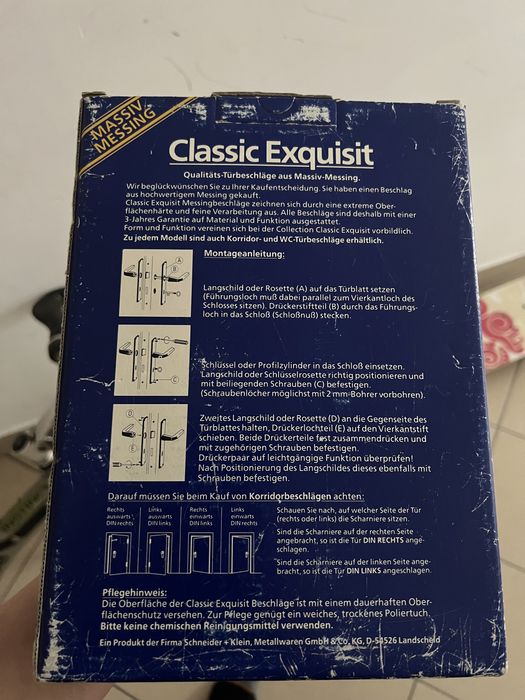 MASSIV
MESSING
Classic Exquisit
Qualitäts-Türbeschläge aus Massiv-Messing.
Wir beglückwünschen Sie zu Ihrer Kaufentscheidung. Sie haben einen Beschlag
aus hochwertigem Messing gekauft.
Classic Exquisit Messingbeschläge zeichnen sich durch eine extreme Ober-
flächenhärte und feine Verarbeitung aus. Alle Beschläge sind deshalb mit einer
3-Jahres Garantie auf Material und Funktion ausgestattet.
Form und Funktion vereinen sich bei der Collection Classic Exquisit vorbildlich.
Zu jedem Modell sind auch Korridor- und WC-Türbeschläge erhältlich.
Montageanleitung:
A
B
Langschild oder Rosette (A) auf das Türblatt setzen
(Führungsloch muß dabei parallel zum Vierkantloch des
Schlosses sitzen). Drückerstiftteil (B) durch das Führungs-
loch in das Schloß (Schloßnuß) stecken.
C
Schlüssel oder Profilzylinder in das Schloß einsetzen.
Langschild oder Schlüsselrosette richtig positionieren und
mit beiliegenden Schrauben (C) befestigen.
(Schraubenlöcher möglichst mit 2 mm-Bohrer vorbohren).
D
E
Zweites Langschild oder Rosette (D) an die Gegenseite des
Türblattes halten, Drückerlochteil (E) auf den Vierkantstift
schieben. Beide Drückerteile fest zusammendrücken und
mit zugehörigen Schrauben befestigen.
Drückerpaar auf leichtgängige Funktion überprüfen!
Nach Positionierung des Langschildes dieses ebenfalls mit
Schrauben befestigen.
Darauf müssen Sie beim Kauf von Korridorbeschlägen achten:
Rechts
auswärts
DIN rechts
Links
auswärts
DIN links
Rechts
einwärts
DIN rechts
Links
einwärts
DIN links
Schauen Sie nach, auf welcher Seite der Tür
(rechts oder links) die Scharniere sitzen.
Sind die Scharniere auf der rechten Seite
angebracht, so ist die Tür DIN RECHTS ange-
schlagen.
Sind die Scharniere auf der linken Seite ange-
bracht, so ist die Tür DIN LINKS angeschlagen.
Pflegehinweis:
Die Oberfläche der Classic Exquisit Beschläge ist mit einem dauerhaften Ober-
flächenschutz versehen. Zur Pflege genügt ein weiches, trockenes Poliertuch.
Bitte keine chemischen Reinigungsmittel verwenden.
Ein Produkt der Firma Schneider + Klein, Metallwaren GmbH & Co. KG, D-54526 Landscheid